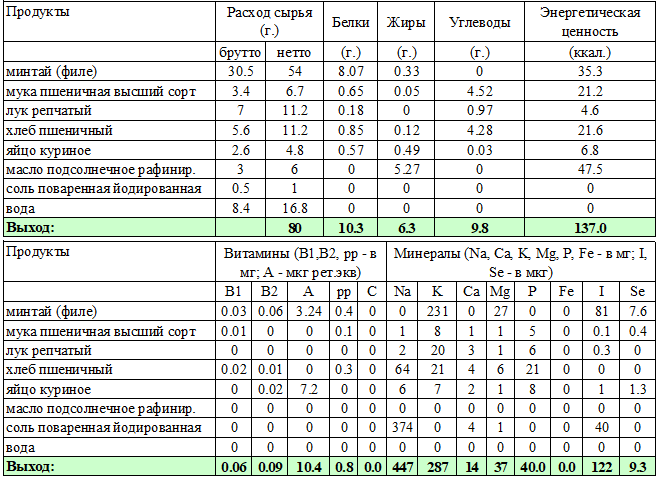 Продукты Расход сырья (г.) Белки Жиры Углеводы Энергетическая ценность
брутто нетто (г.) (г.) (г.) (ккал.)
минтай (филе) 30.5 54 8.07 0.33 0 35.3
мука пшеничная высший сорт 3.4 6.7 0.65 0.05 4.52 21.2
лук репчатый 7 11.2 0.18 0 0.97 4.6
хлеб пшеничный 5.6 11.2 0.85 0.12 4.28 21.6
яйцо куриное 2.6 4.8 0.57 0.49 0.03 6.8
масло подсолнечное рафинир. 3 6 0 5.27 0 47.5
соль поваренная йодированная 0.5 1 0 0 0 0
вода 8.4 16.8 0 0 0 0
Выход: 80 10.3 6.3 9.8 137.0
Продукты Витамины (B1,B2, pp - в мг; A - мкг рет.экв) Минералы (Na, Ca, K, Mg, P, Fe - в мг; I, Se - в мкг)
B1 B2 A pp C Na K Ca Mg P Fe I Se
минтай (филе) 0.03 0.06 3.24 0.4 0 0 231 0 27 0 0 81 7.6
мука пшеничная высший сорт 0.01 0 0 0.1 0 1 8 1 1 5 0 0.1 0.4
лук репчатый 0 0 0 0 0 2 20 3 1 6 0 0.3 0
хлеб пшеничный 0.02 0.01 0 0.3 0 64 21 4 6 21 0 0 0
яйцо куриное 0 0.02 7.2 0 0 6 7 2 1 8 0 1 1.3
масло подсолнечное рафинир. 0 0 0 0 0 0 0 0 0 0 0 0 0
соль поваренная йодированная 0 0 0 0 0 374 0 4 1 0 0 40 0
вода 0 0 0 0 0 0 0 0 0 0 0 0 0
Выход: 0.06 0.09 10.4 0.8 0.0 447 287 14 37 40.0 0.0 122 9.3